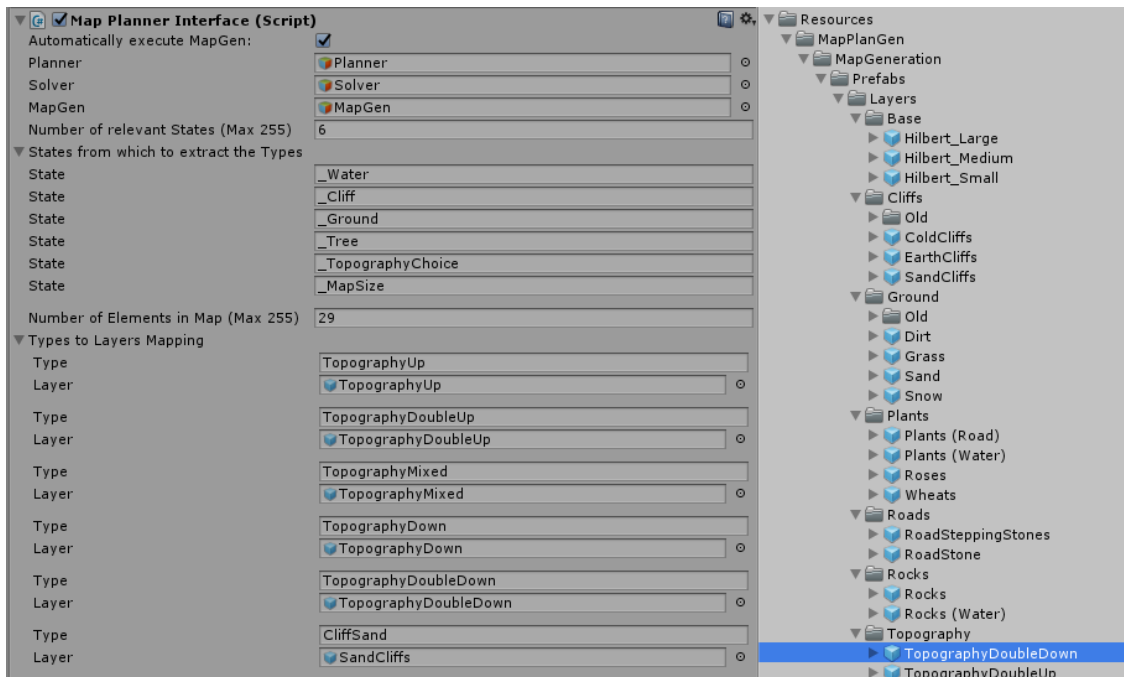 Map Planner Interface (Script)
Automatically execute MapGen:
Planner Planner
Solver Solver
MapGen MapGen
Number of relevant States (Max 255) 6
States from which to extract the Types
State _Water
State _Cliff
State _Ground
State _Tree
State _TopographyChoice
State _MapSize
Number of Elements in Map (Max 255) 29
Types to Layers Mapping
Type TopographyUp
Layer TopographyUp
Type TopographyDoubleUp
Layer TopographyDoubleUp
Type TopographyMixed
Layer TopographyMixed
Type TopographyDown
Layer TopographyDown
Type TopographyDoubleDown
Layer TopographyDoubleDown
Type CliffSand
Layer SandCliffs
Resources
MapPlanGen
MapGeneration
Prefabs
Layers
Base
Hilbert_Large
Hilbert_Medium
Hilbert_Small
Cliffs
Old
ColdCliffs
EarthCliffs
SandCliffs
Ground
Old
Dirt
Grass
Sand
Snow
Plants
Plants (Road)
Plants (Water)
Roses
Wheats
Roads
RoadSteppingStones
RoadStone
Rocks
Rocks
Rocks (Water)
Topography
TopographyDoubleDown
TopographyDoubleUp